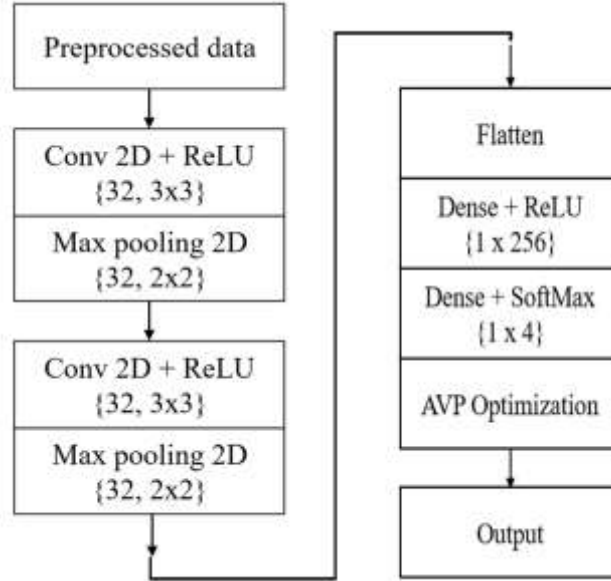 Preprocessed data
Conv 2D + ReLU
{32, 3x3}
Max pooling 2D
{32, 2x2}
Conv 2D + ReLU
{32, 3x3}
Max pooling 2D
{32, 2x2}
Flatten
Dense + ReLU
{1 x 256}
Dense + SoftMax
{1 x 4}
AVP Optimization
Output